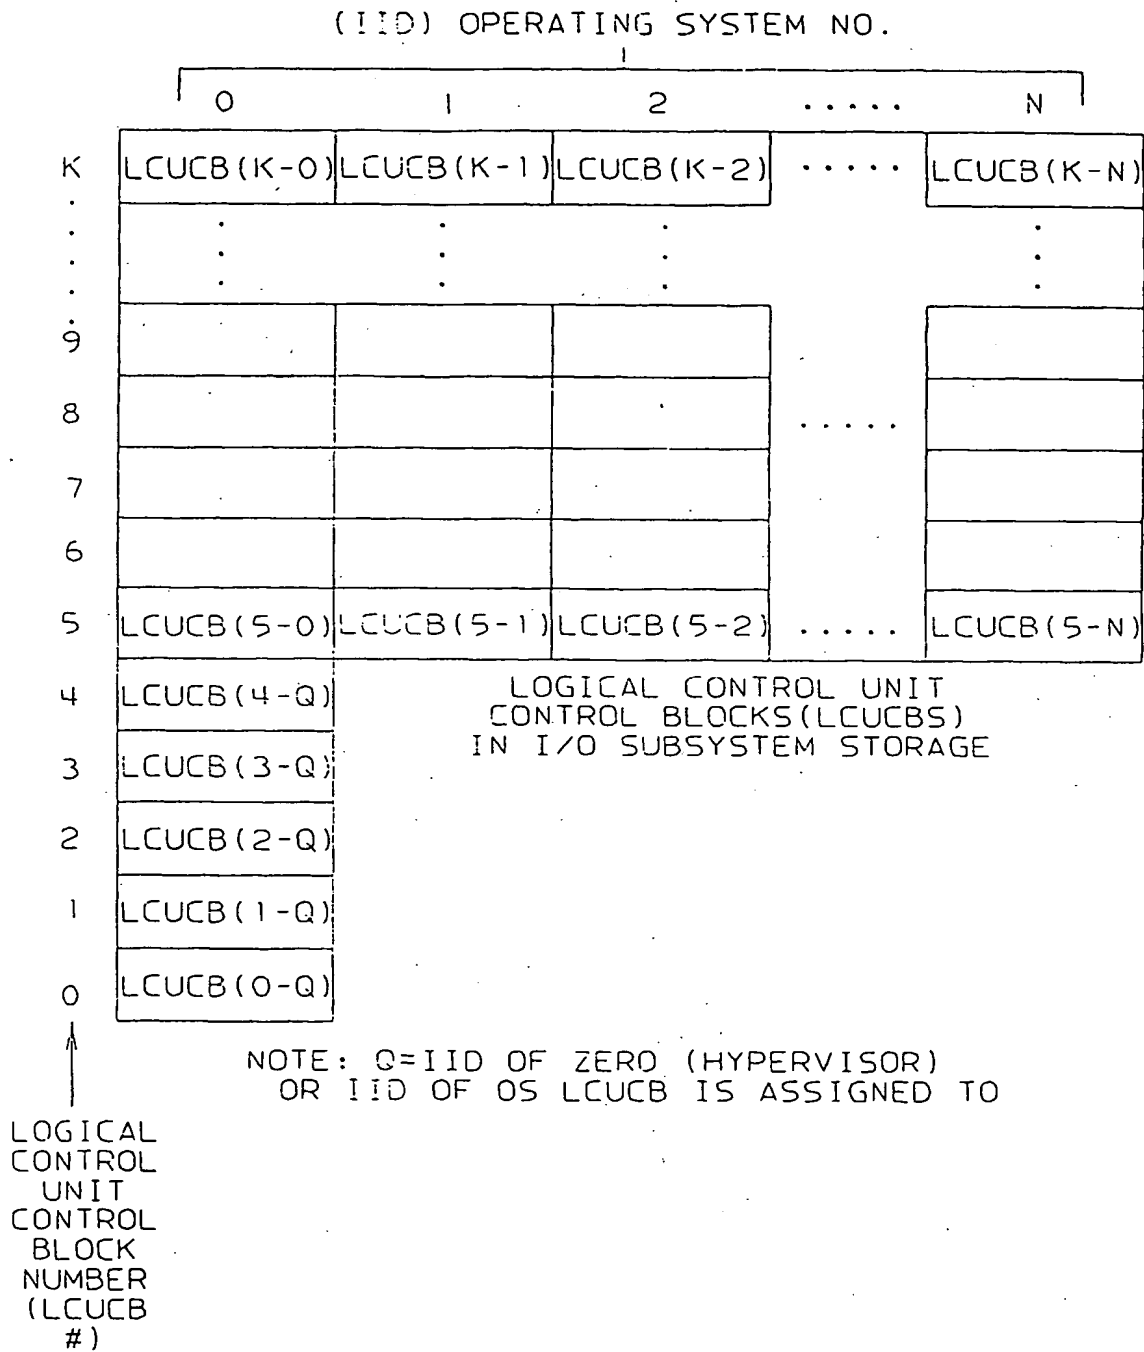 (IID) OPERATING SYSTEM NO.
0 1 2 ..... N
K LCUCB(K-0) LCUCB(K-1) LCUCB(K-2) ..... LCUCB(K-N)
9
8 .....
7
6
5 LCUCB(5-0) LCUCB(5-1) LCUCB(5-2) ..... LCUCB(5-N)
4 LCUCB(4-Q)
3 LCUCB(3-Q)
2 LCUCB(2-Q)
1 LCUCB(1-Q)
0 LCUCB(0-Q)
LOGICAL CONTROL UNIT
CONTROL BLOCKS(LCUCBS)
IN I/O SUBSYSTEM STORAGE
NOTE: Q=IID OF ZERO (HYPERVISOR)
OR IID OF OS LCUCB IS ASSIGNED TO
LOGICAL
CONTROL
UNIT
CONTROL
BLOCK
NUMBER
(LCUCB
#)